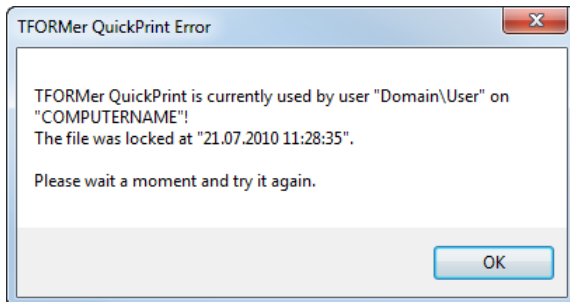 TFORMer QuickPrint Error
TFORMer QuickPrint is currently used by user "Domain\User" on
"COMPUTERNAME"!
The file was locked at "21.07.2010 11:28:35".
Please wait a moment and try it again.
OK